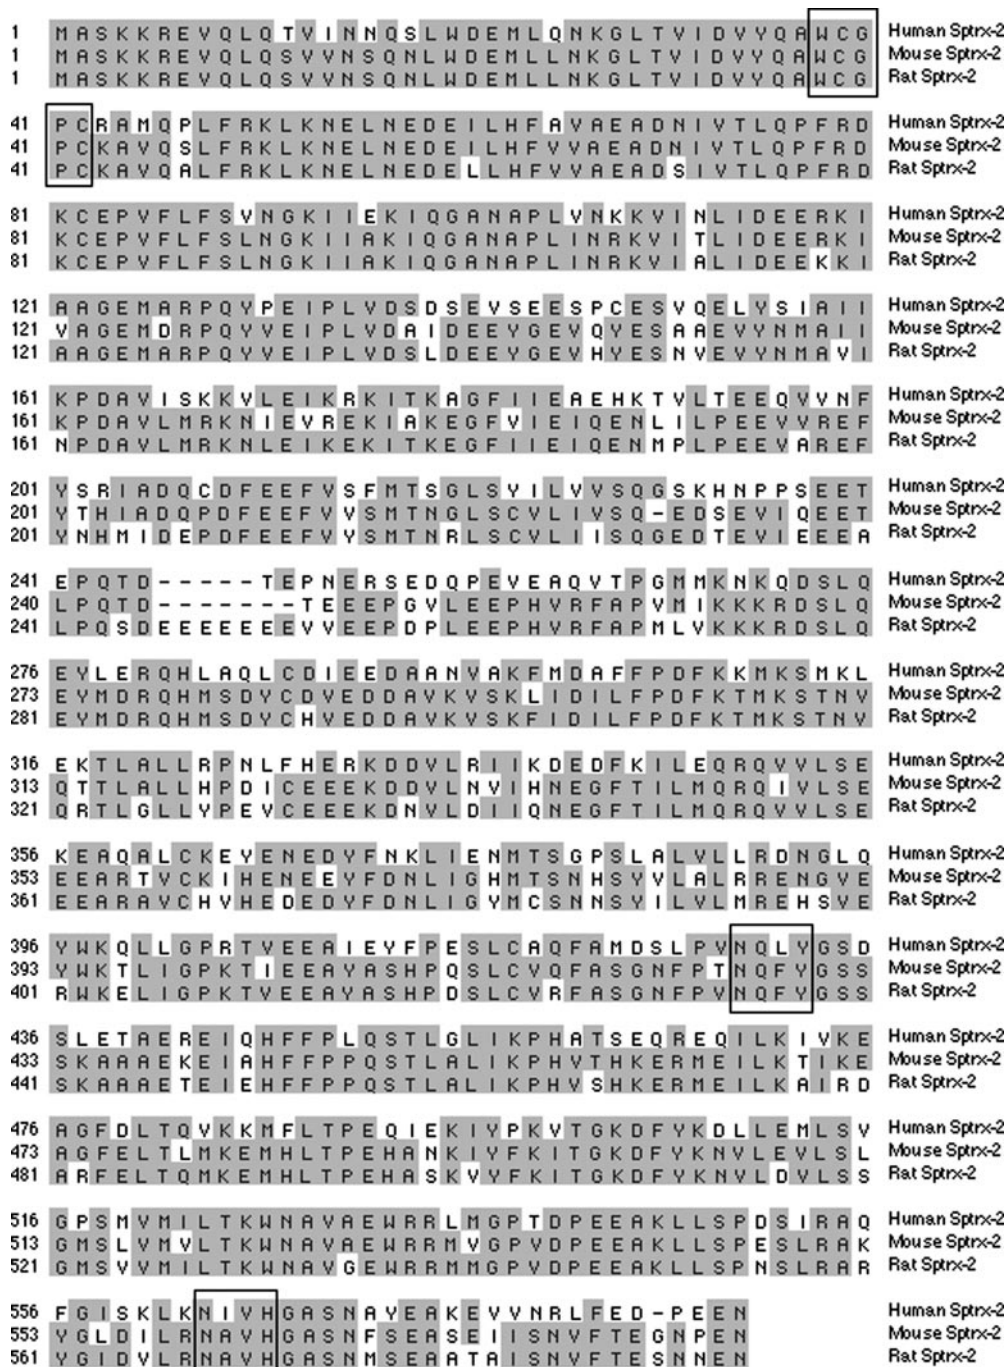 1 MASKKREVQLQTVINNQSLWDEMLQNKGLTVIDVYQAWCG Human Sptrx-2
1 MASKKREVQLQSVVNSQNLWDEMLLNKGLTVIDVYQAWCG Mouse Sptrx-2
1 MASKKREVQLQSVVNSQNLWDEMLLNKGLTVIDVYQAWCG Rat Sptrx-2
41 PCRAMQPLFRKLKNELNEDEILHFAVAEADNIVTLQPFRD Human Sptrx-2
41 PCKAVQSLFRKLKNELNEDEILHFVVAEADNIVTLQPFRD Mouse Sptrx-2
41 PCKAVQALFRKLKNELNEDELLHFVVAEADSIVTLQPFRD Rat Sptrx-2
81 KCEPVFLFSVNGKIIEKIQGANAPLVNKKVINLIDEERKI Human Sptrx-2
81 KCEPVFLFSLNGKIIAKIQGANAPLINRKVITLIDEERKI Mouse Sptrx-2
81 KCEPVFLFSLNGKIIAKIQGANAPLINRKVIALIDEEKKI Rat Sptrx-2
121 AAGEMARPQYPEIPLVDSDSEVSEESPCESVQELYSIAII Human Sptrx-2
121 VAGEMDRPQYVEIPLVDAIDEEYGEVQYESAAEVYNMAII Mouse Sptrx-2
121 AAGEMARPQYVEIPLVDSLDEEYGEVHYESNVEVYNMAVI Rat Sptrx-2
161 KPDAVISKKVLEIKRKITKAGFIIEAEHKTVLTEEQVVNF Human Sptrx-2
161 KPDAVLMRKNIEVREKIAKEGFVIEIQENLILPEEVVREF Mouse Sptrx-2
161 NPDAVLMRKNLEIKEKITKEGFIIEIQENMPLPEEVAREF Rat Sptrx-2
201 YSRIADQCDFEEFVSFMTSGLSYILVVSQGSKHNPPSEET Human Sptrx-2
201 YTHIADQPDFEEFVVSMTNGLSCVLIVSQ-EDSEVIQEET Mouse Sptrx-2
201 YNHMIDEPDFEEFVYSMTNRLSCVLIISQGEDTEVIEEEA Rat Sptrx-2
241 EPQTD-----TEPNERSEDQPEVEAQVTPGMMKNKQDSLQ Human Sptrx-2
240 LPQTD-------TEEEPGVLEEPHVRFAPVMIKKKRDSLQ Mouse Sptrx-2
241 LPQSDEEEEEEEVVEEPDPLEEPHVRFAPMLVKKKRDSLQ Rat Sptrx-2
276 EYLERQHLAQLCDIEEDAANVAKFMDAFFPDFKKMKSMKL Human Sptrx-2
273 EYMDRQHMSDYCDVEDDAVKVSKLIDILFPDFKTMKSTNV Mouse Sptrx-2
281 EYMDRQHMSDYCHVEDDAVKVSKFIDILFPDFKTMKSTNV Rat Sptrx-2
316 EKTLALLRPNLFHERKDDVLRIIKDEDFKILEQRQVVLSE Human Sptrx-2
313 QTTLALLHPDICEEEKDDVLNVIHNEGFTILMQRQIVLSE Mouse Sptrx-2
321 QRTLGLLYPEVCEEEKDNVLDIIQNEGFTILMQRQVVLSE Rat Sptrx-2
356 KEAQALCKEYENEDYFNKLIENMTSGPSLALVLLRDNGLQ Human Sptrx-2
353 EEARTVCKIHENEEYFDNLIGHMTSNHSYVLALRRENGVE Mouse Sptrx-2
361 EEARAVCHVHEDEDYFDNLIGYMCSNNSYILVLMREHSVE Rat Sptrx-2
396 YWKQLLGPRTVEEAIEYFPESLCAQFAMDSLPVNQLYGSD Human Sptrx-2
393 YWKTLIGPKTIEEAYASHPQSLCVQFASGNFPTNQFYGSS Mouse Sptrx-2
401 RWKELIGPKTVEEAYASHPDSLCVRFASGNFPVNQFYGSS Rat Sptrx-2
436 SLETAEREIQHFFPLQSTLGLIKPHATSEQREQILKIVKE Human Sptrx-2
433 SKAAAEKEIAHFFPPQSTLALIKPHVTHKERMEILKTIKE Mouse Sptrx-2
441 SKAAAETEIEHFFPPQSTLALIKPHVSHKERMEILKAIRD Rat Sptrx-2
476 AGFDLTQVKKMFLTPEQIEKIYPKVTGKDFYKDLLEMLSV Human Sptrx-2
473 AGFELTLMKEMHLTPEHANKIYFKITGKDFYKNVLEVLSL Mouse Sptrx-2
481 ARFELTQMKEMHLTPEHASKVYFKITGKDFYKNVLDVLSS Rat Sptrx-2
516 GPSMVMILTKWNAVAEWRRLMGPTDPEEAKLLSPDSIRAQ Human Sptrx-2
513 GMSLVMVLTKWNAVAEWRRMVGPVDPEEAKLLSPESLRAK Mouse Sptrx-2
521 GMSVVMILTKWNAVGEWRRMMGPVDPEEAKLLSPNSLRAR Rat Sptrx-2
556 FGISKLKNIVHGASNAYEAKEVVNRLFED-PEEN Human Sptrx-2
553 YGLDILRNAVHGASNFSEASEIISNVFTEGNPEN Mouse Sptrx-2
561 YGIDVLRNAVHGASNMSEAATAISNVFTESNNEN Rat Sptrx-2